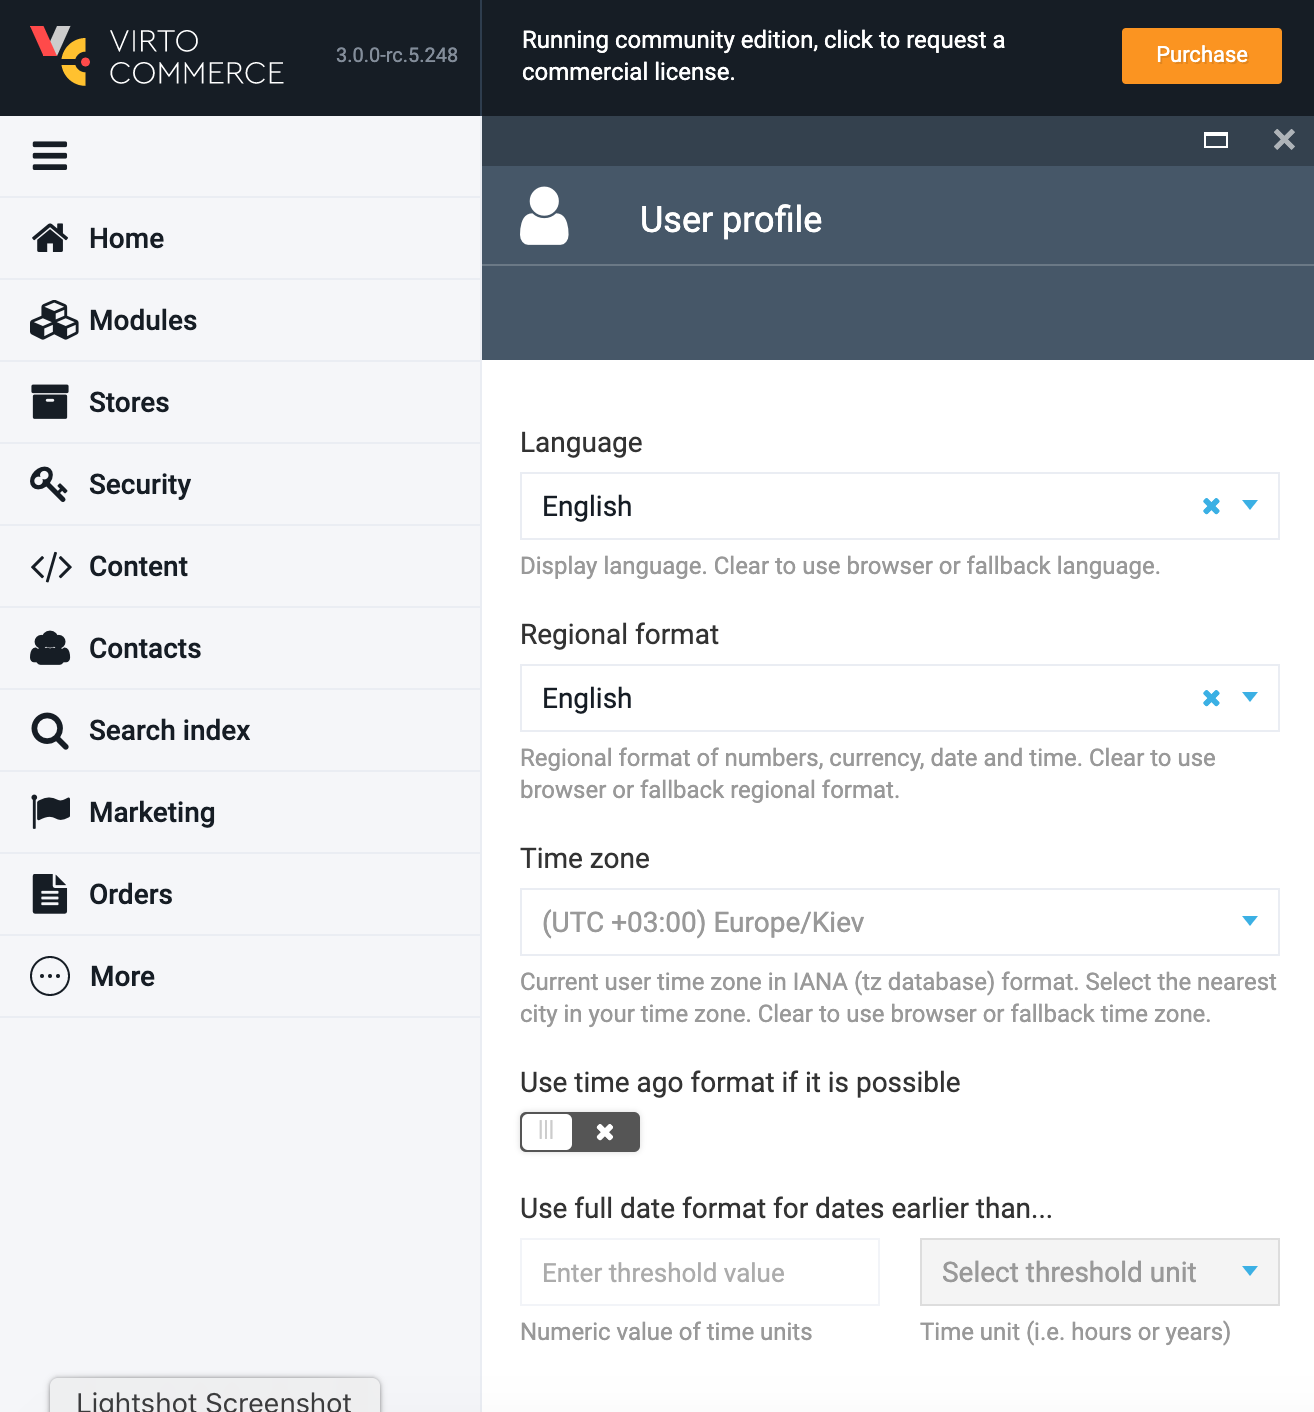 VIRTO
COMMERCE
3.0.0-rc.5.248
Running community edition, click to request a
commercial license.
Purchase
Home
Modules
Stores
Security
Content
Contacts
Search index
Marketing
Orders
More
User profile
Language
English
Display language. Clear to use browser or fallback language.
Regional format
English
Regional format of numbers, currency, date and time. Clear to use
browser or fallback regional format.
Time zone
(UTC +03:00) Europe/Kiev
Current user time zone in IANA (tz database) format. Select the nearest
city in your time zone. Clear to use browser or fallback time zone.
Use time ago format if it is possible
Use full date format for dates earlier than...
Enter threshold value
Select threshold unit
Numeric value of time units
Time unit (i.e. hours or years)
Lightshot Screenshot